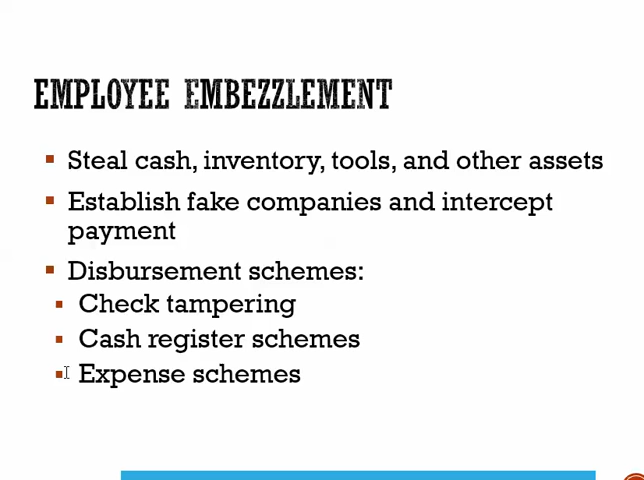 EMPLOYEE EMBEZZLEMENT
▪ Steal cash, inventory, tools, and other assets
▪ Establish fake companies and intercept
payment
▪ Disbursement schemes:
▪ Check tampering
▪ Cash register schemes
▪ Expense schemes